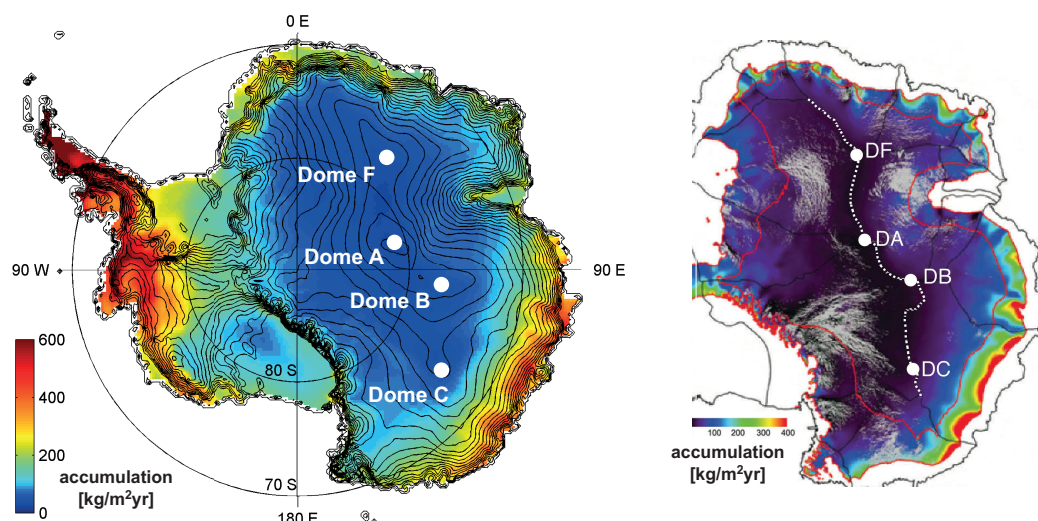 0 E
Dome F
Dome A
90 W
90 E
Dome B
600
400
80 S
Dome C
200
accumulation
[kg/m²yr]
0
70 S
180 E
DF
DA
DB
DC
100 200 300 400
accumulation
[kg/m²yr]